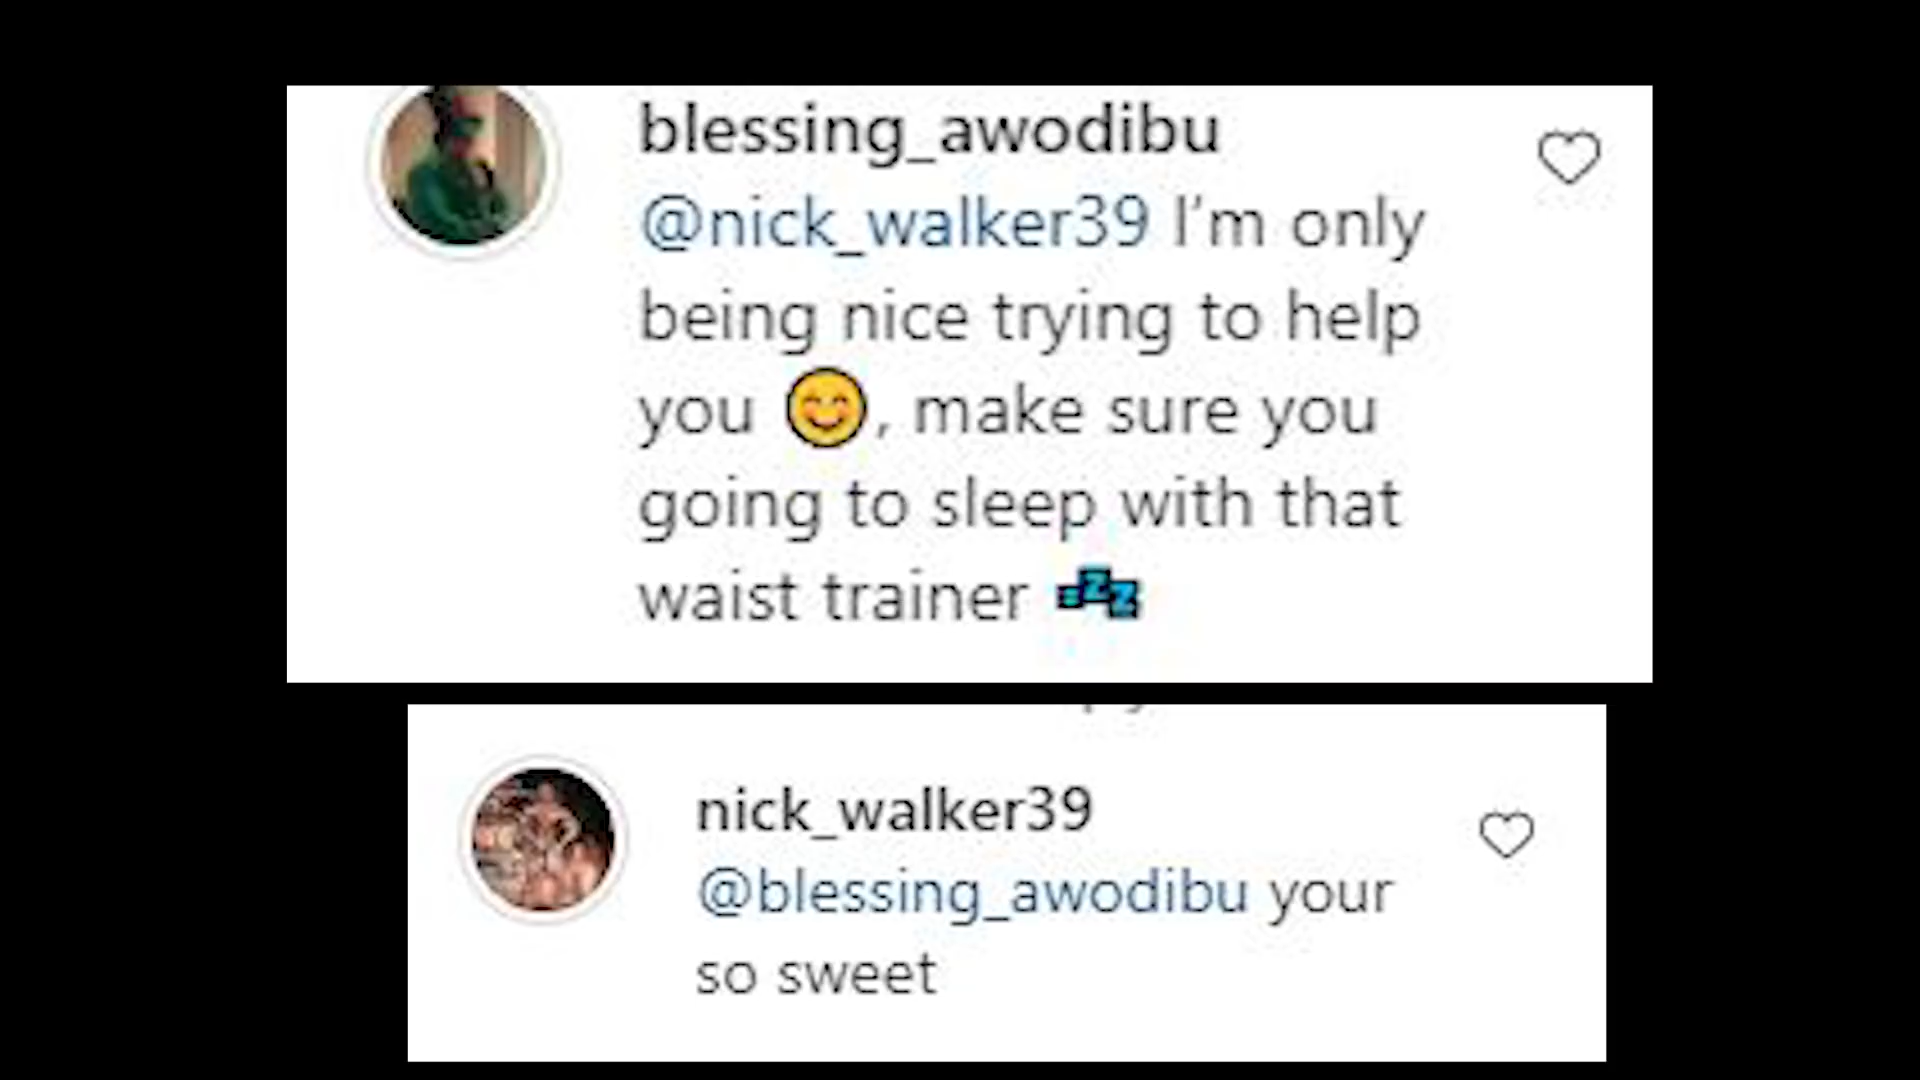 blessing_awodibu
@nick_walker39 I'm only
being nice trying to help
you 😊, make sure you
going to sleep with that
waist trainer 💤
nick_walker39
@blessing_awodibu your
so sweet